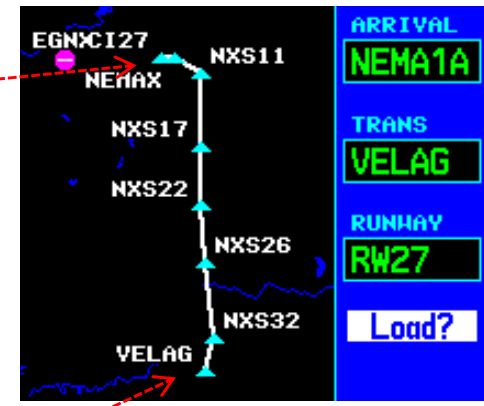 EGNXCI27
NXS11
NEMAX
NXS17
NXS22
NXS26
NXS32
VELAG
ARRIVAL
NEMA1A
TRANS
VELAG
RUNWAY
RW27
Load?